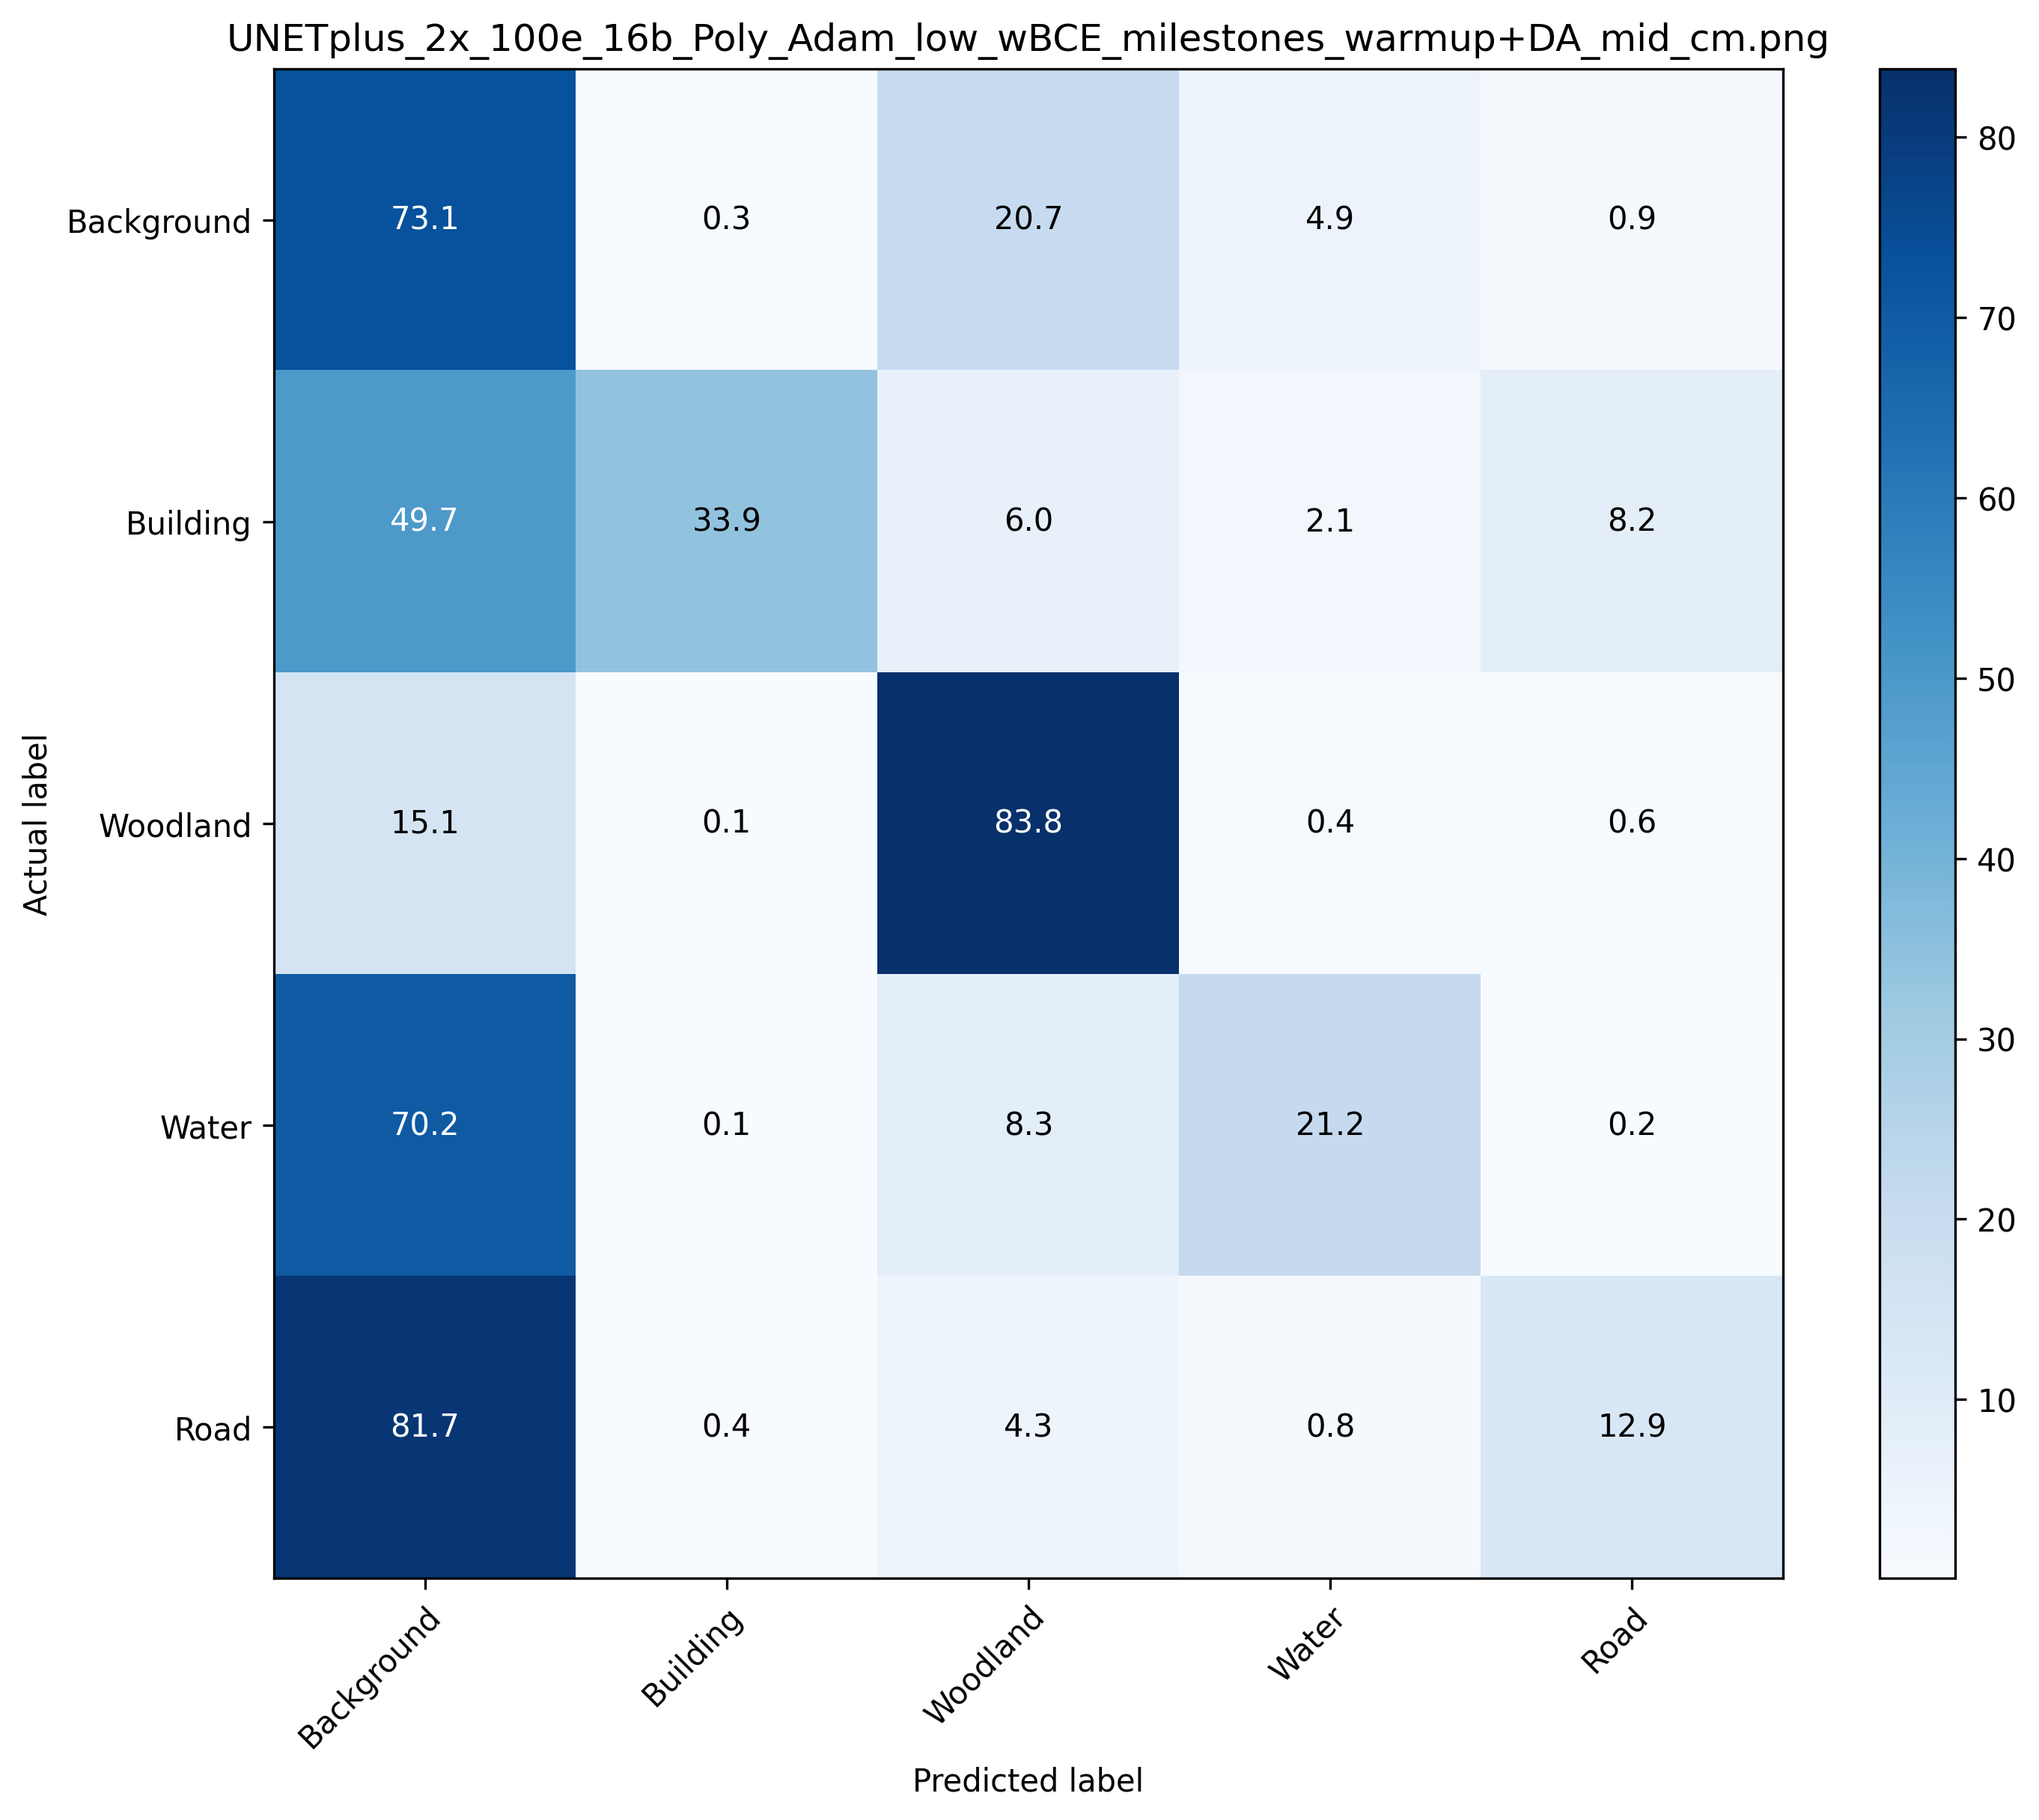 UNETplus_2x_100e_16b_Poly_Adam_low_wBCE_milestones_warmup+DA_mid_cm.png
Background 73.1 0.3 20.7 4.9 0.9
Building 49.7 33.9 6.0 2.1 8.2
Woodland 15.1 0.1 83.8 0.4 0.6
Water 70.2 0.1 8.3 21.2 0.2
Road 81.7 0.4 4.3 0.8 12.9
Actual label
Background Building Woodland Water Road
Predicted label
80
70
60
50
40
30
20
10